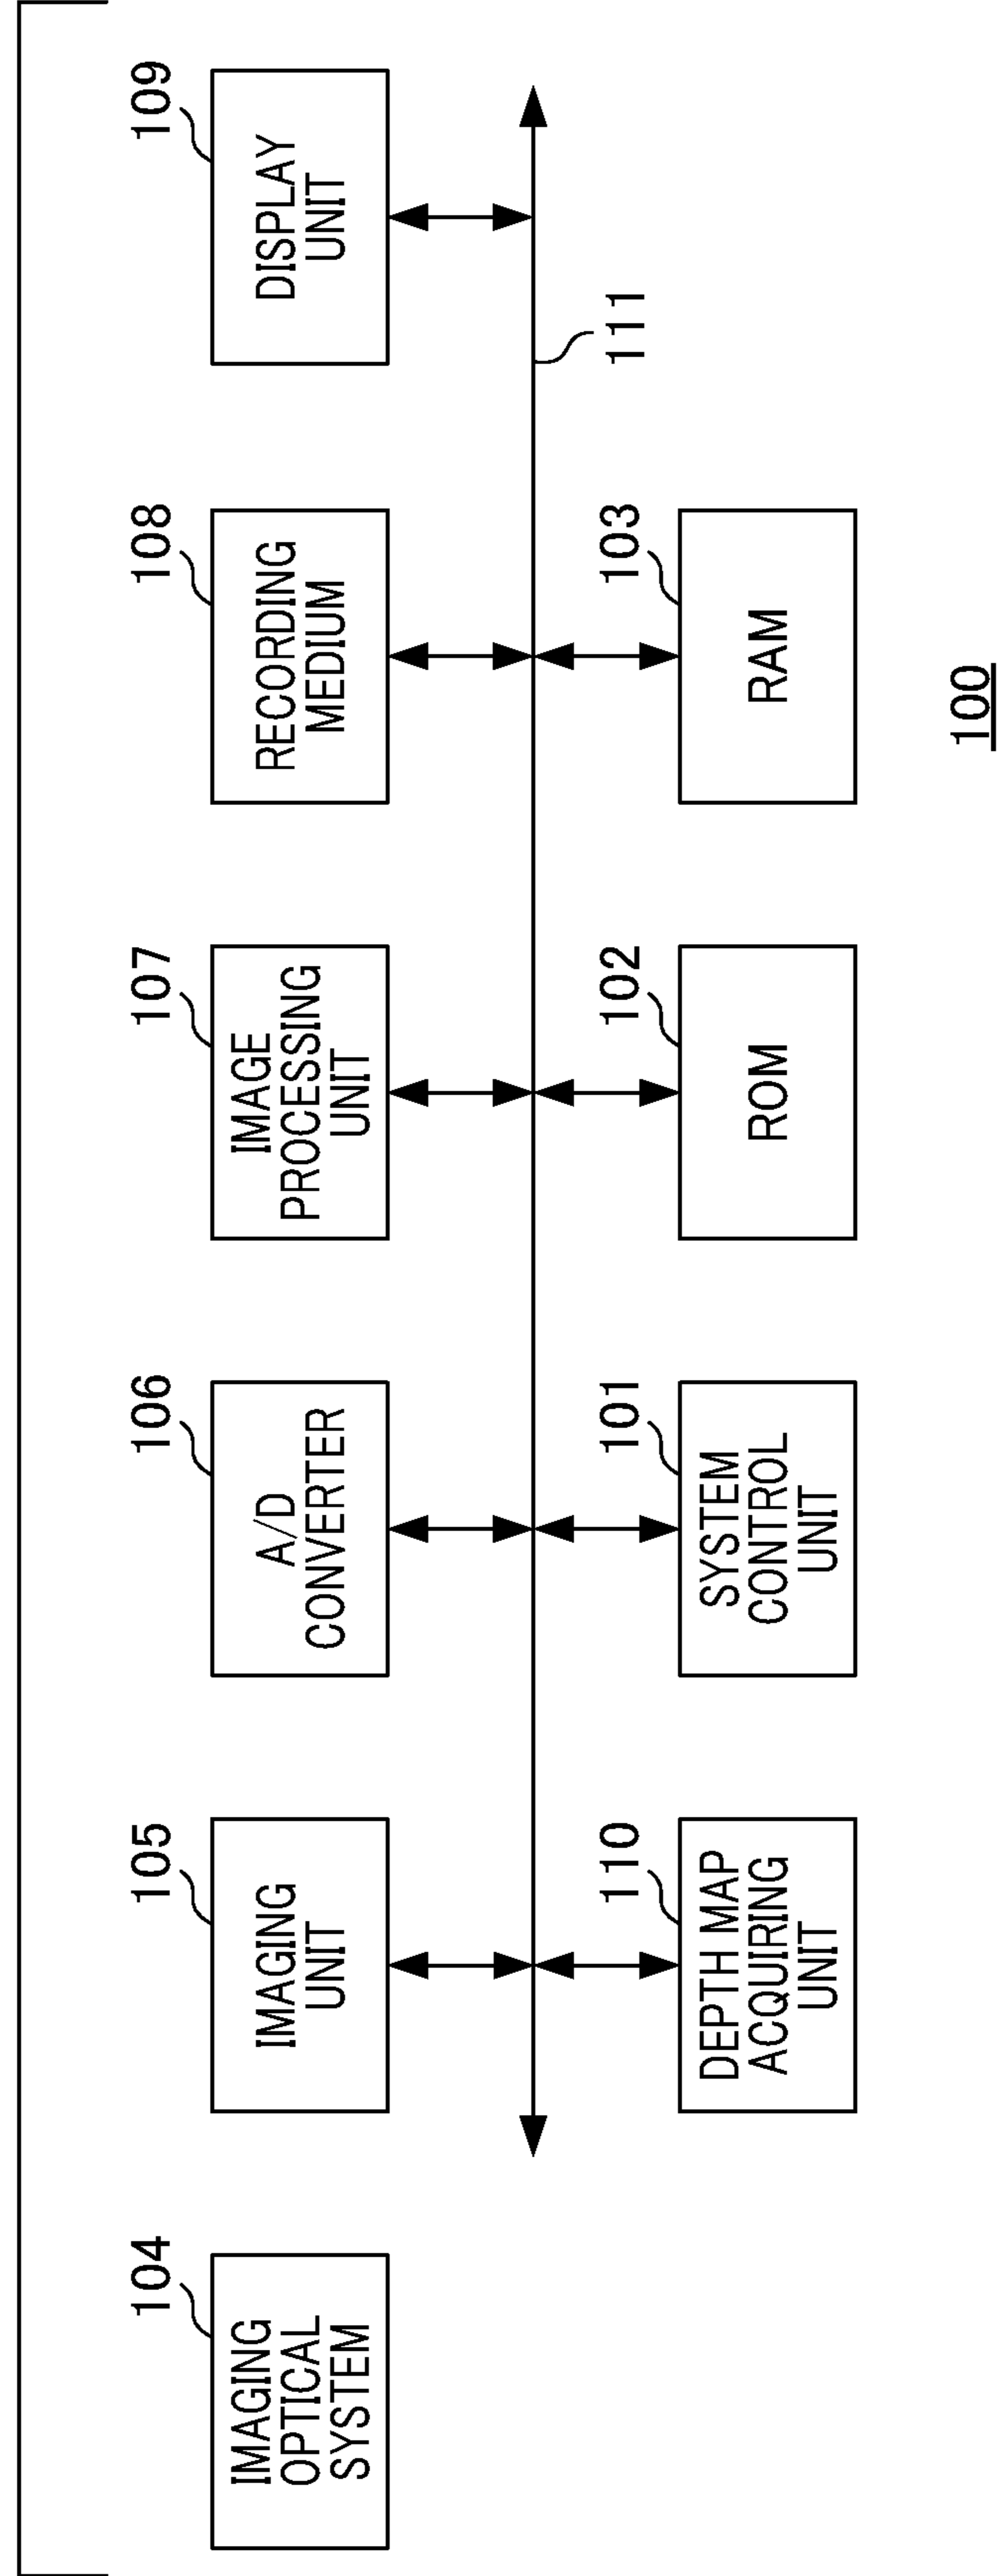 104
IMAGING
OPTICAL
SYSTEM
105
IMAGING
UNIT
106
A/D
CONVERTER
107
IMAGE
PROCESSING
UNIT
108
RECORDING
MEDIUM
109
DISPLAY
UNIT
111
110
DEPTH MAP
ACQUIRING
UNIT
101
SYSTEM
CONTROL
UNIT
102
ROM
103
RAM
100